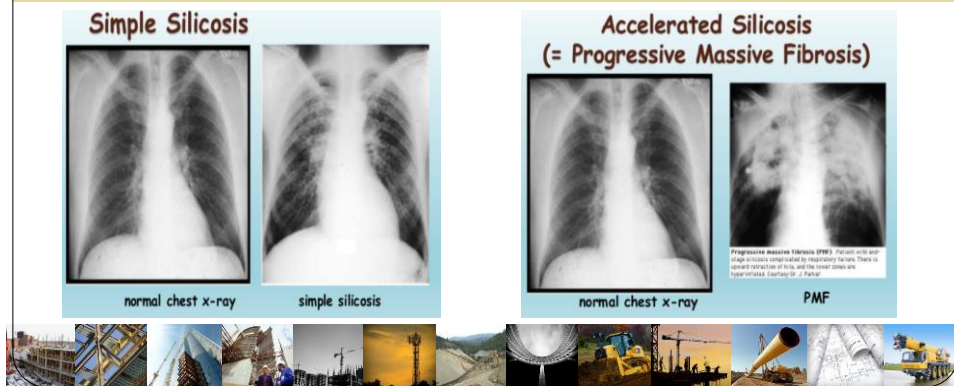 Simple Silicosis
normal chest x-ray
simple silicosis
Accelerated Silicosis
(= Progressive Massive Fibrosis)
normal chest x-ray
Progressive massive fibrosis (PMF) Patient with end-
stage silicosis complicated by respiratory failure. There is
upward retraction of hila, and the lower zones are
hyperinflated. Courtesy Dr. J. Parker.
PMF